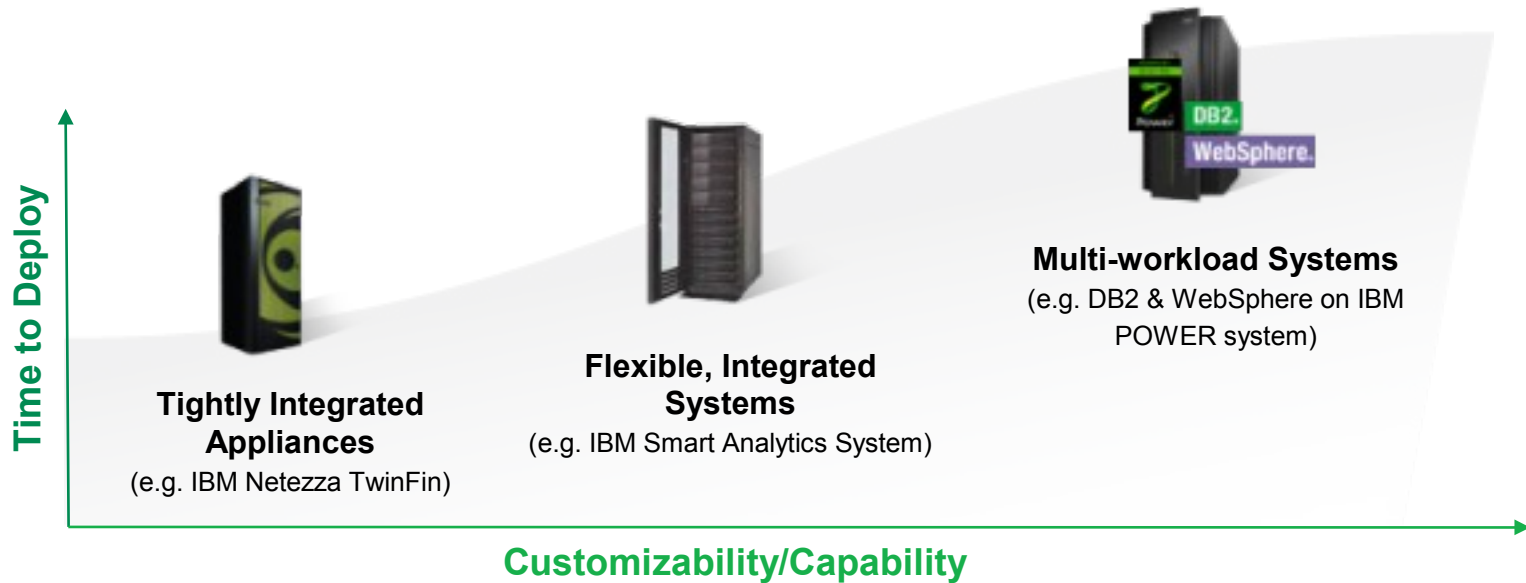 Time to Deploy
Tightly Integrated
Appliances
(e.g. IBM Netezza TwinFin)
Flexible, Integrated
Systems
(e.g. IBM Smart Analytics System)
Power
DB2.
WebSphere.
Multi-workload Systems
(e.g. DB2 & WebSphere on IBM
POWER system)
Customizability/Capability